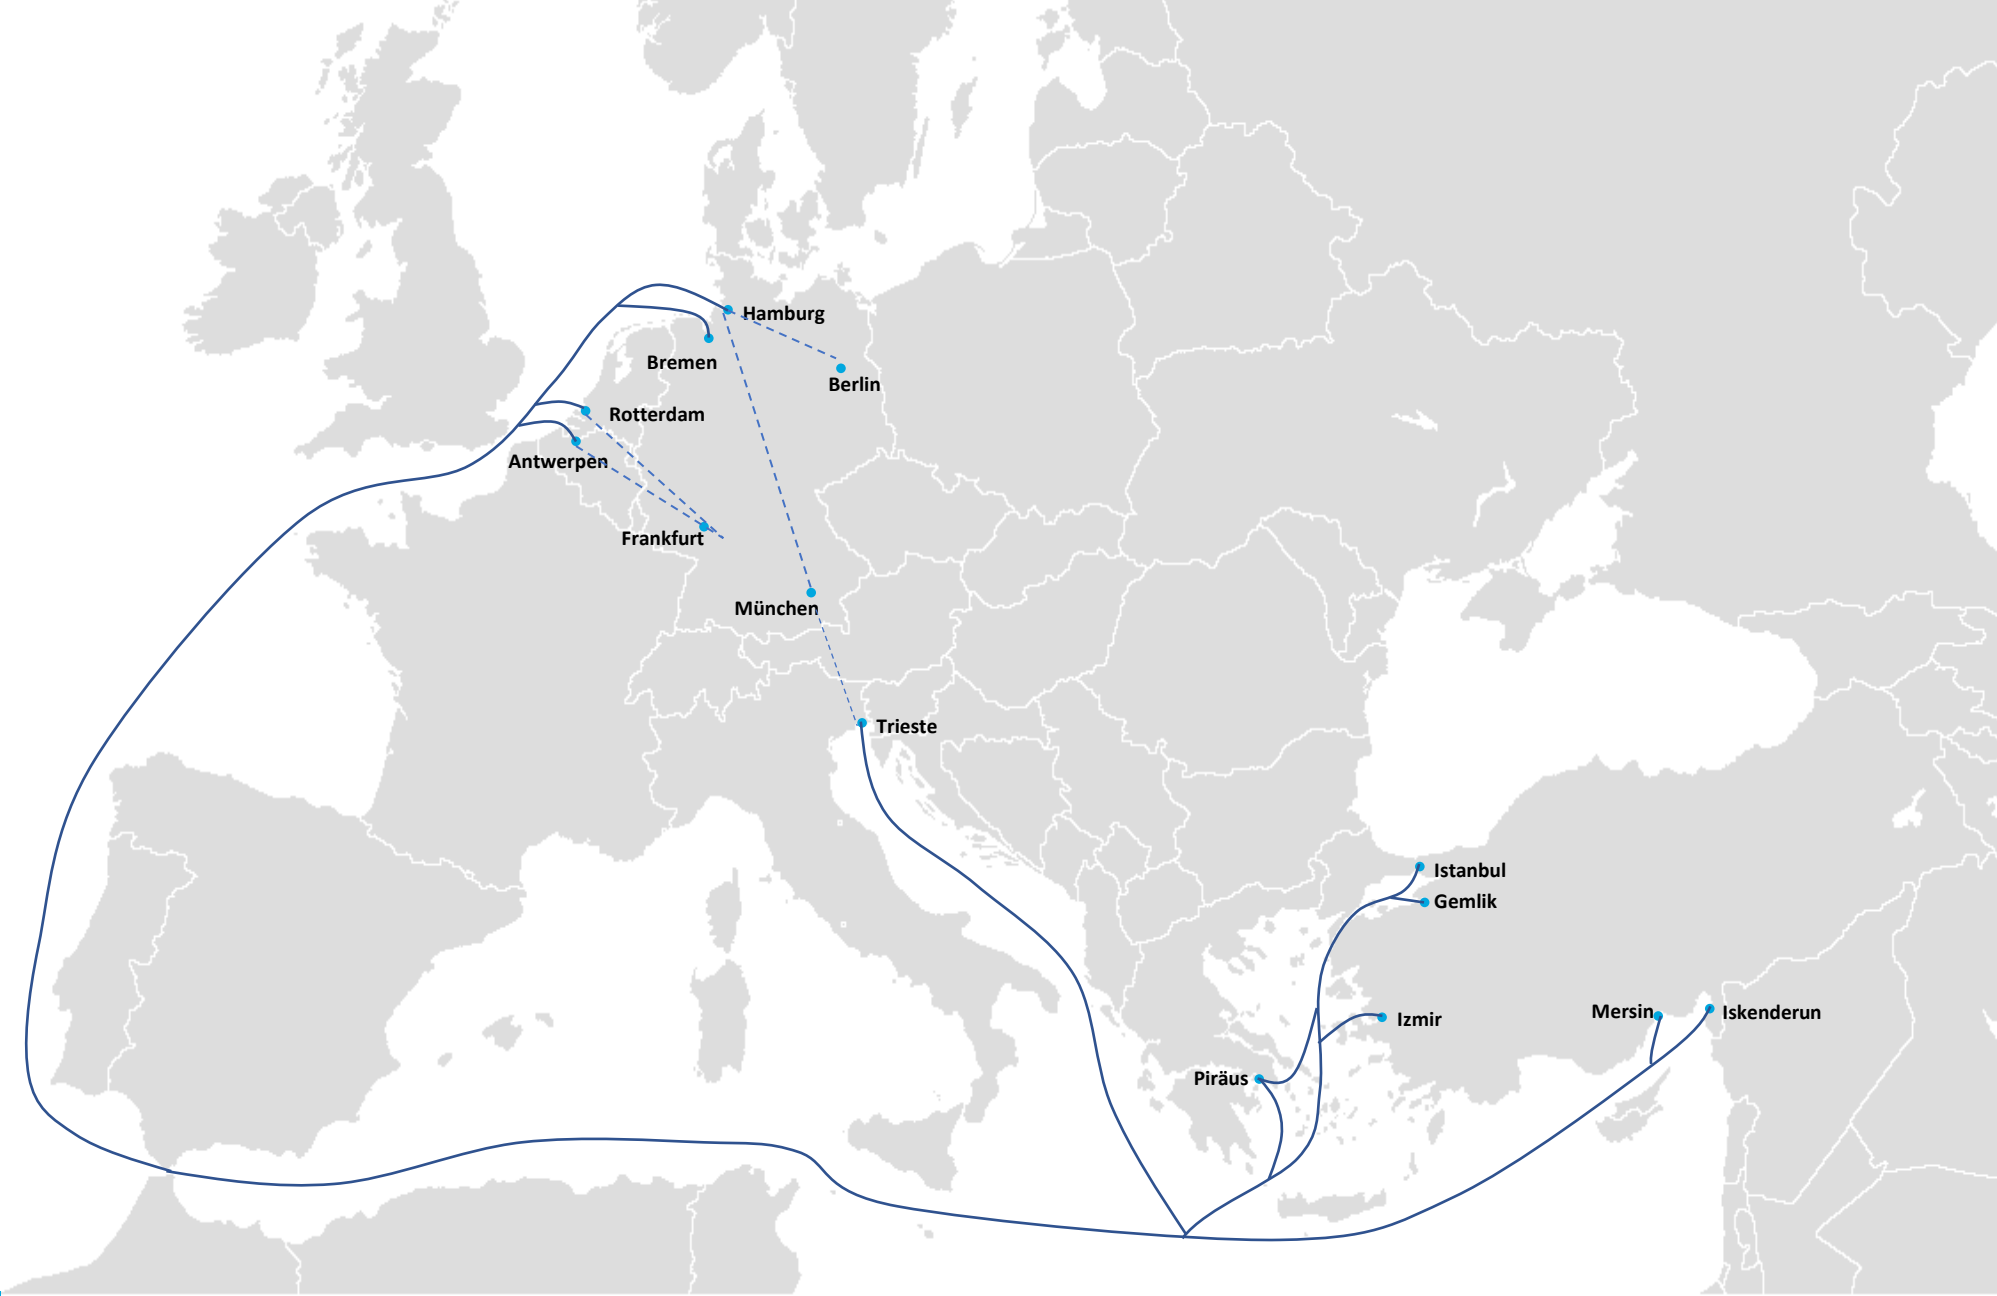 Hamburg
Bremen
Berlin
Rotterdam
Antwerpen
Frankfurt
München
Trieste
Istanbul
Gemlik
Mersin
Iskenderun
Izmir
Piräus